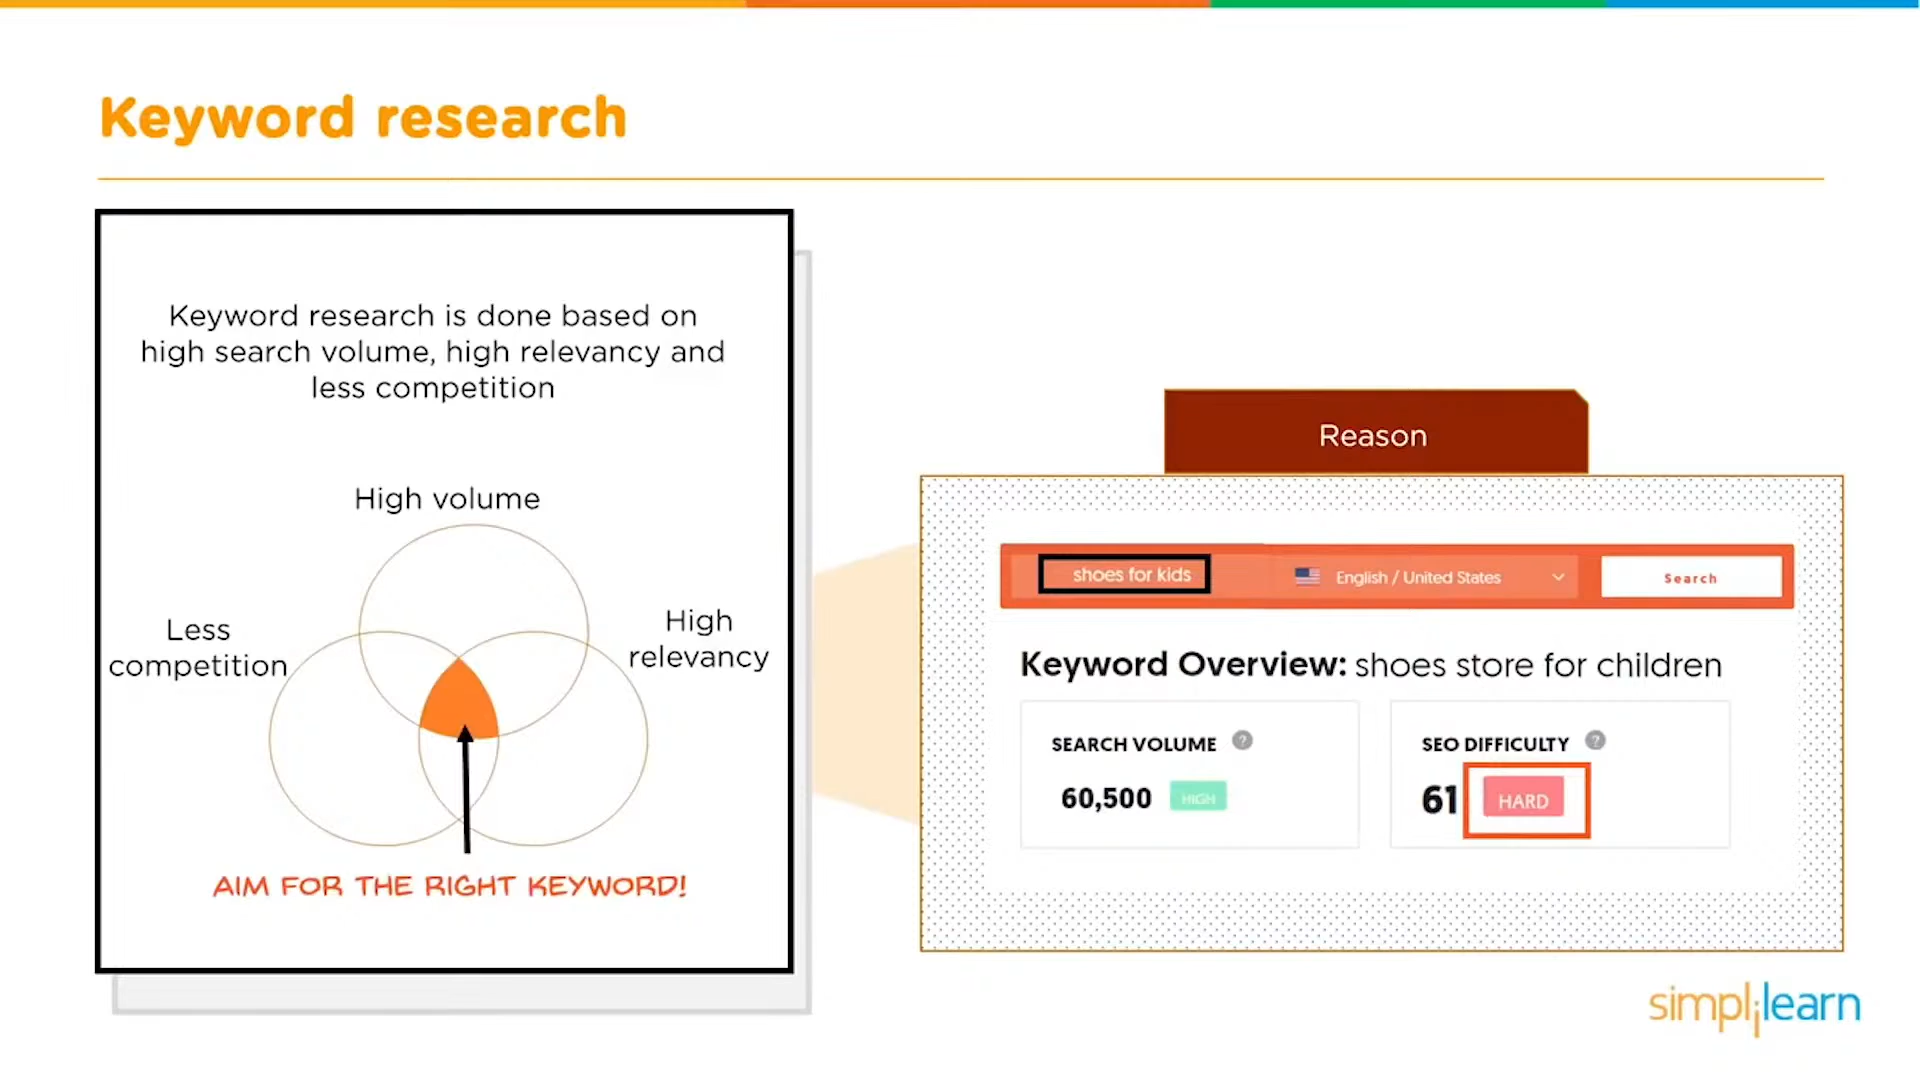 Keyword research
Keyword research is done based on
high search volume, high relevancy and
less competition
High volume
Less
competition
High
relevancy
AIM FOR THE RIGHT KEYWORD!
Reason
shoes for kids
English / United States
Search
Keyword Overview: shoes store for children
SEARCH VOLUME ?
60,500 HIGH
SEO DIFFICULTY ?
61 HARD
simplilearn